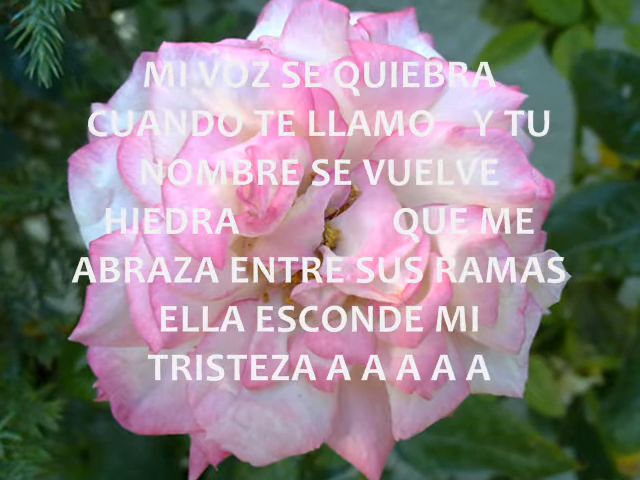 MI VOZ SE QUIEBRA
CUANDO TE LLAMO Y TU
NOMBRE SE VUELVE
HIEDRA QUE ME
ABRAZA ENTRE SUS RAMAS
ELLA ESCONDE MI
TRISTEZA A A A A A